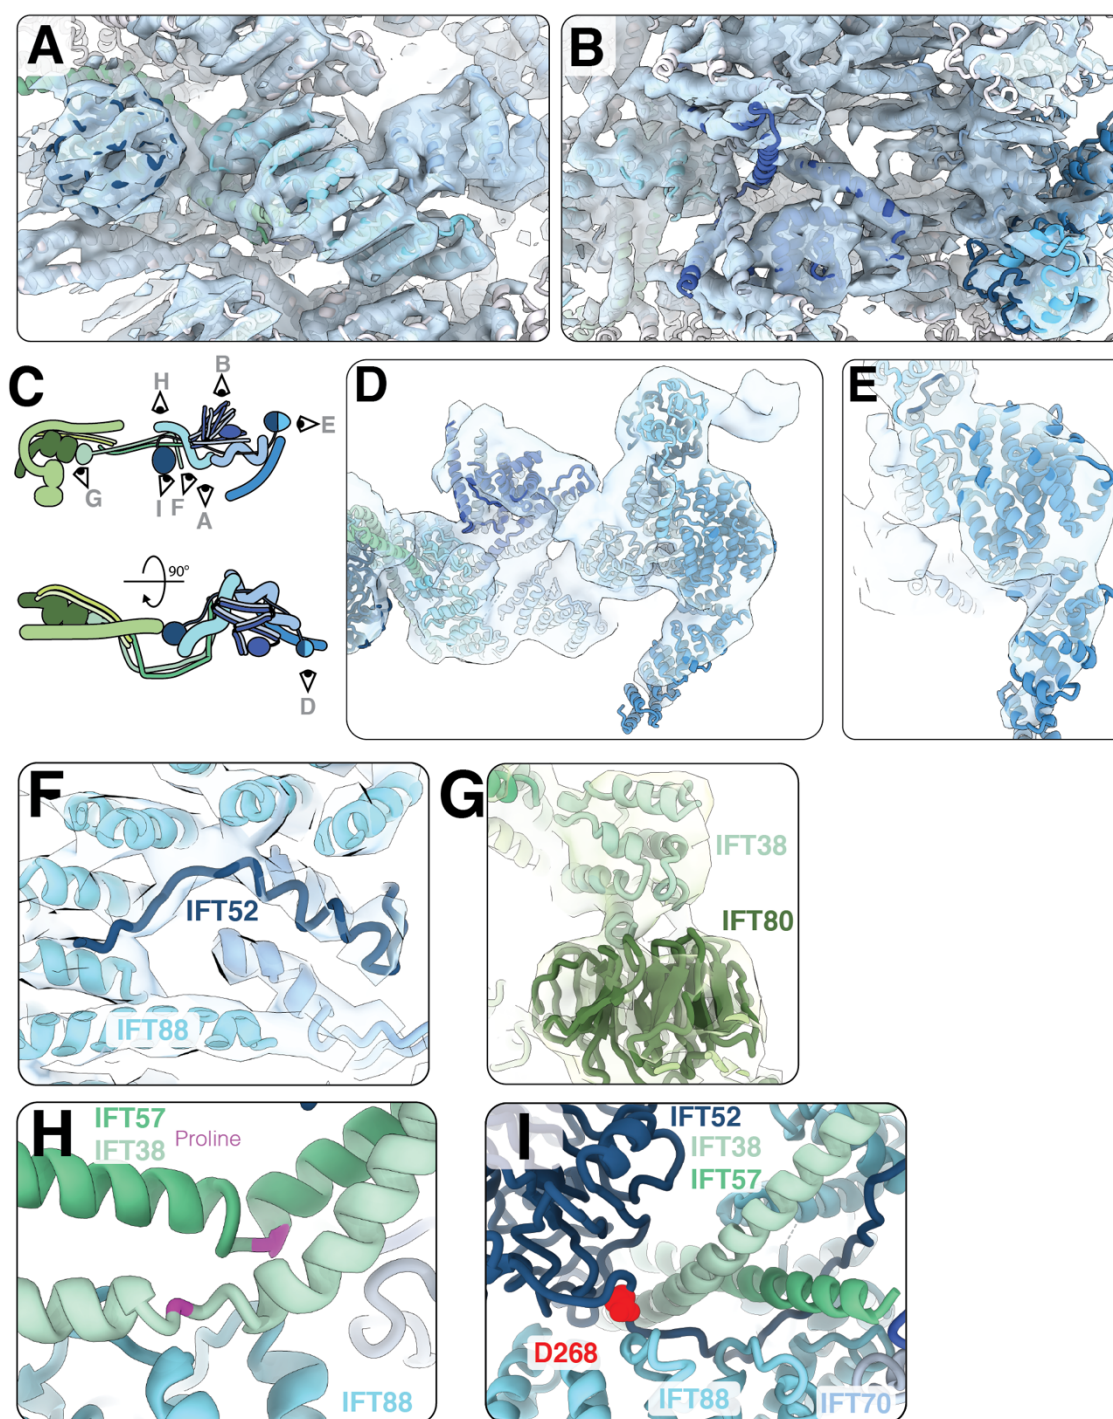 A
B
C
H
B
E
G
I
F
A
90°
D
D
E
F
IFT52
IFT88
G
IFT38
IFT80
H
IFT57
IFT38
Proline
IFT88
I
IFT52
IFT38
IFT57
D268
IFT88
IFT70